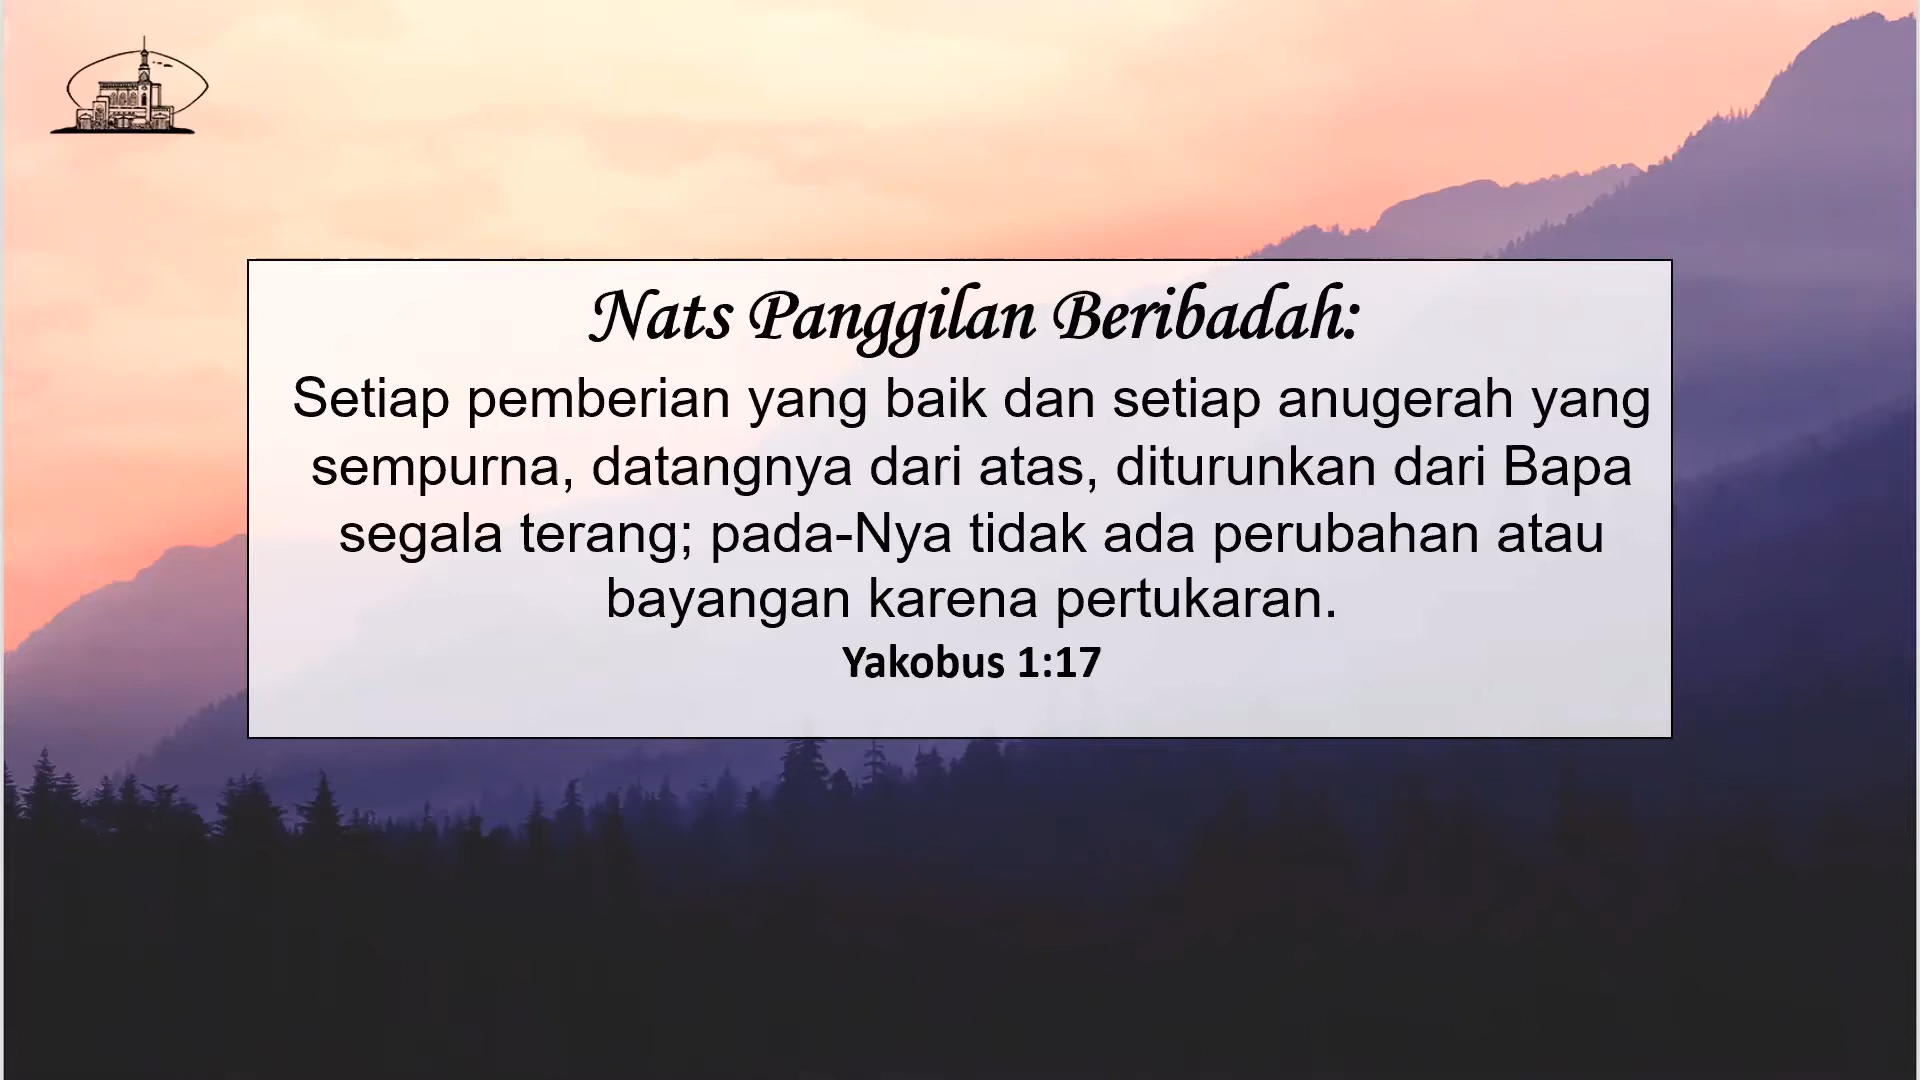 Nats Panggilan Beribadah:
Setiap pemberian yang baik dan setiap anugerah yang
sempurna, datangnya dari atas, diturunkan dari Bapa
segala terang; pada-Nya tidak ada perubahan atau
bayangan karena pertukaran.
Yakobus 1:17